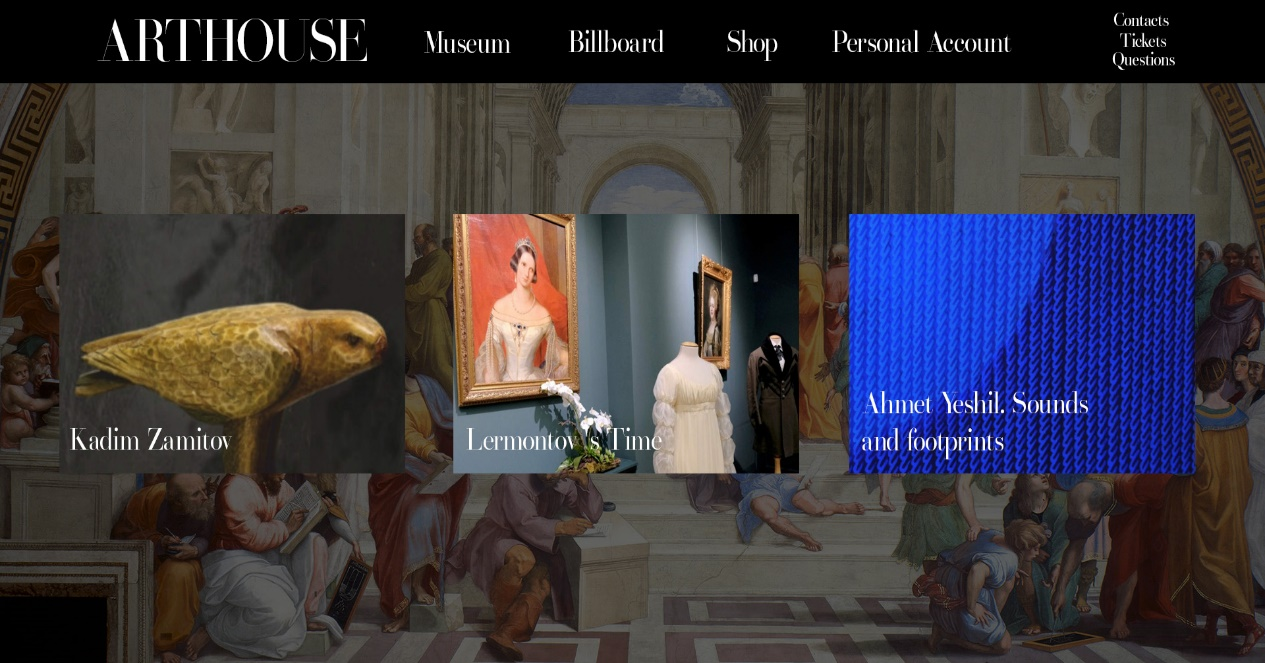 ARTHOUSE
Museum
Billboard
Shop
Personal Account
Contacts
Tickets
Questions
Kadim Zamitov
Lermontov 's Time
Ahmet Yeshil. Sounds
and footprints